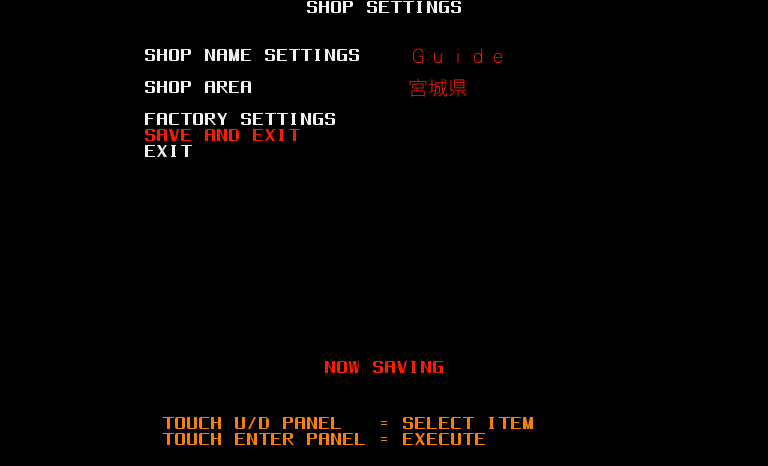 SHOP SETTINGS
SHOP NAME SETTINGS Ｇｕｉｄｅ
SHOP AREA 宮城県
FACTORY SETTINGS
SAVE AND EXIT
EXIT
NOW SAVING
TOUCH U/D PANEL = SELECT ITEM
TOUCH ENTER PANEL = EXECUTE